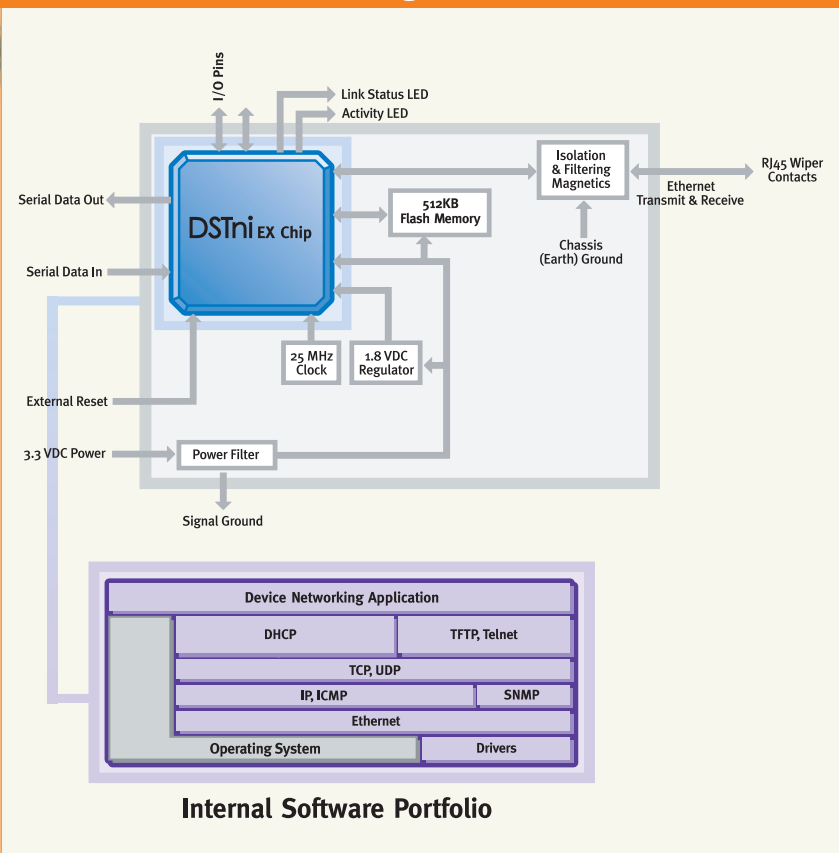 I/O Pins
Link Status LED
Activity LED
Isolation
& Filtering
Magnetics
RJ45 Wiper
Contacts
Ethernet
Transmit & Receive
Serial Data Out
DSTni EX Chip
512KB
Flash Memory
Chassis
(Earth) Ground
Serial Data In
25 MHz
Clock
1.8 VDC
Regulator
External Reset
3.3 VDC Power
Power Filter
Signal Ground
Device Networking Application
DHCP
TFTP, Telnet
TCP, UDP
IP, ICMP
SNMP
Ethernet
Operating System
Drivers
Internal Software Portfolio